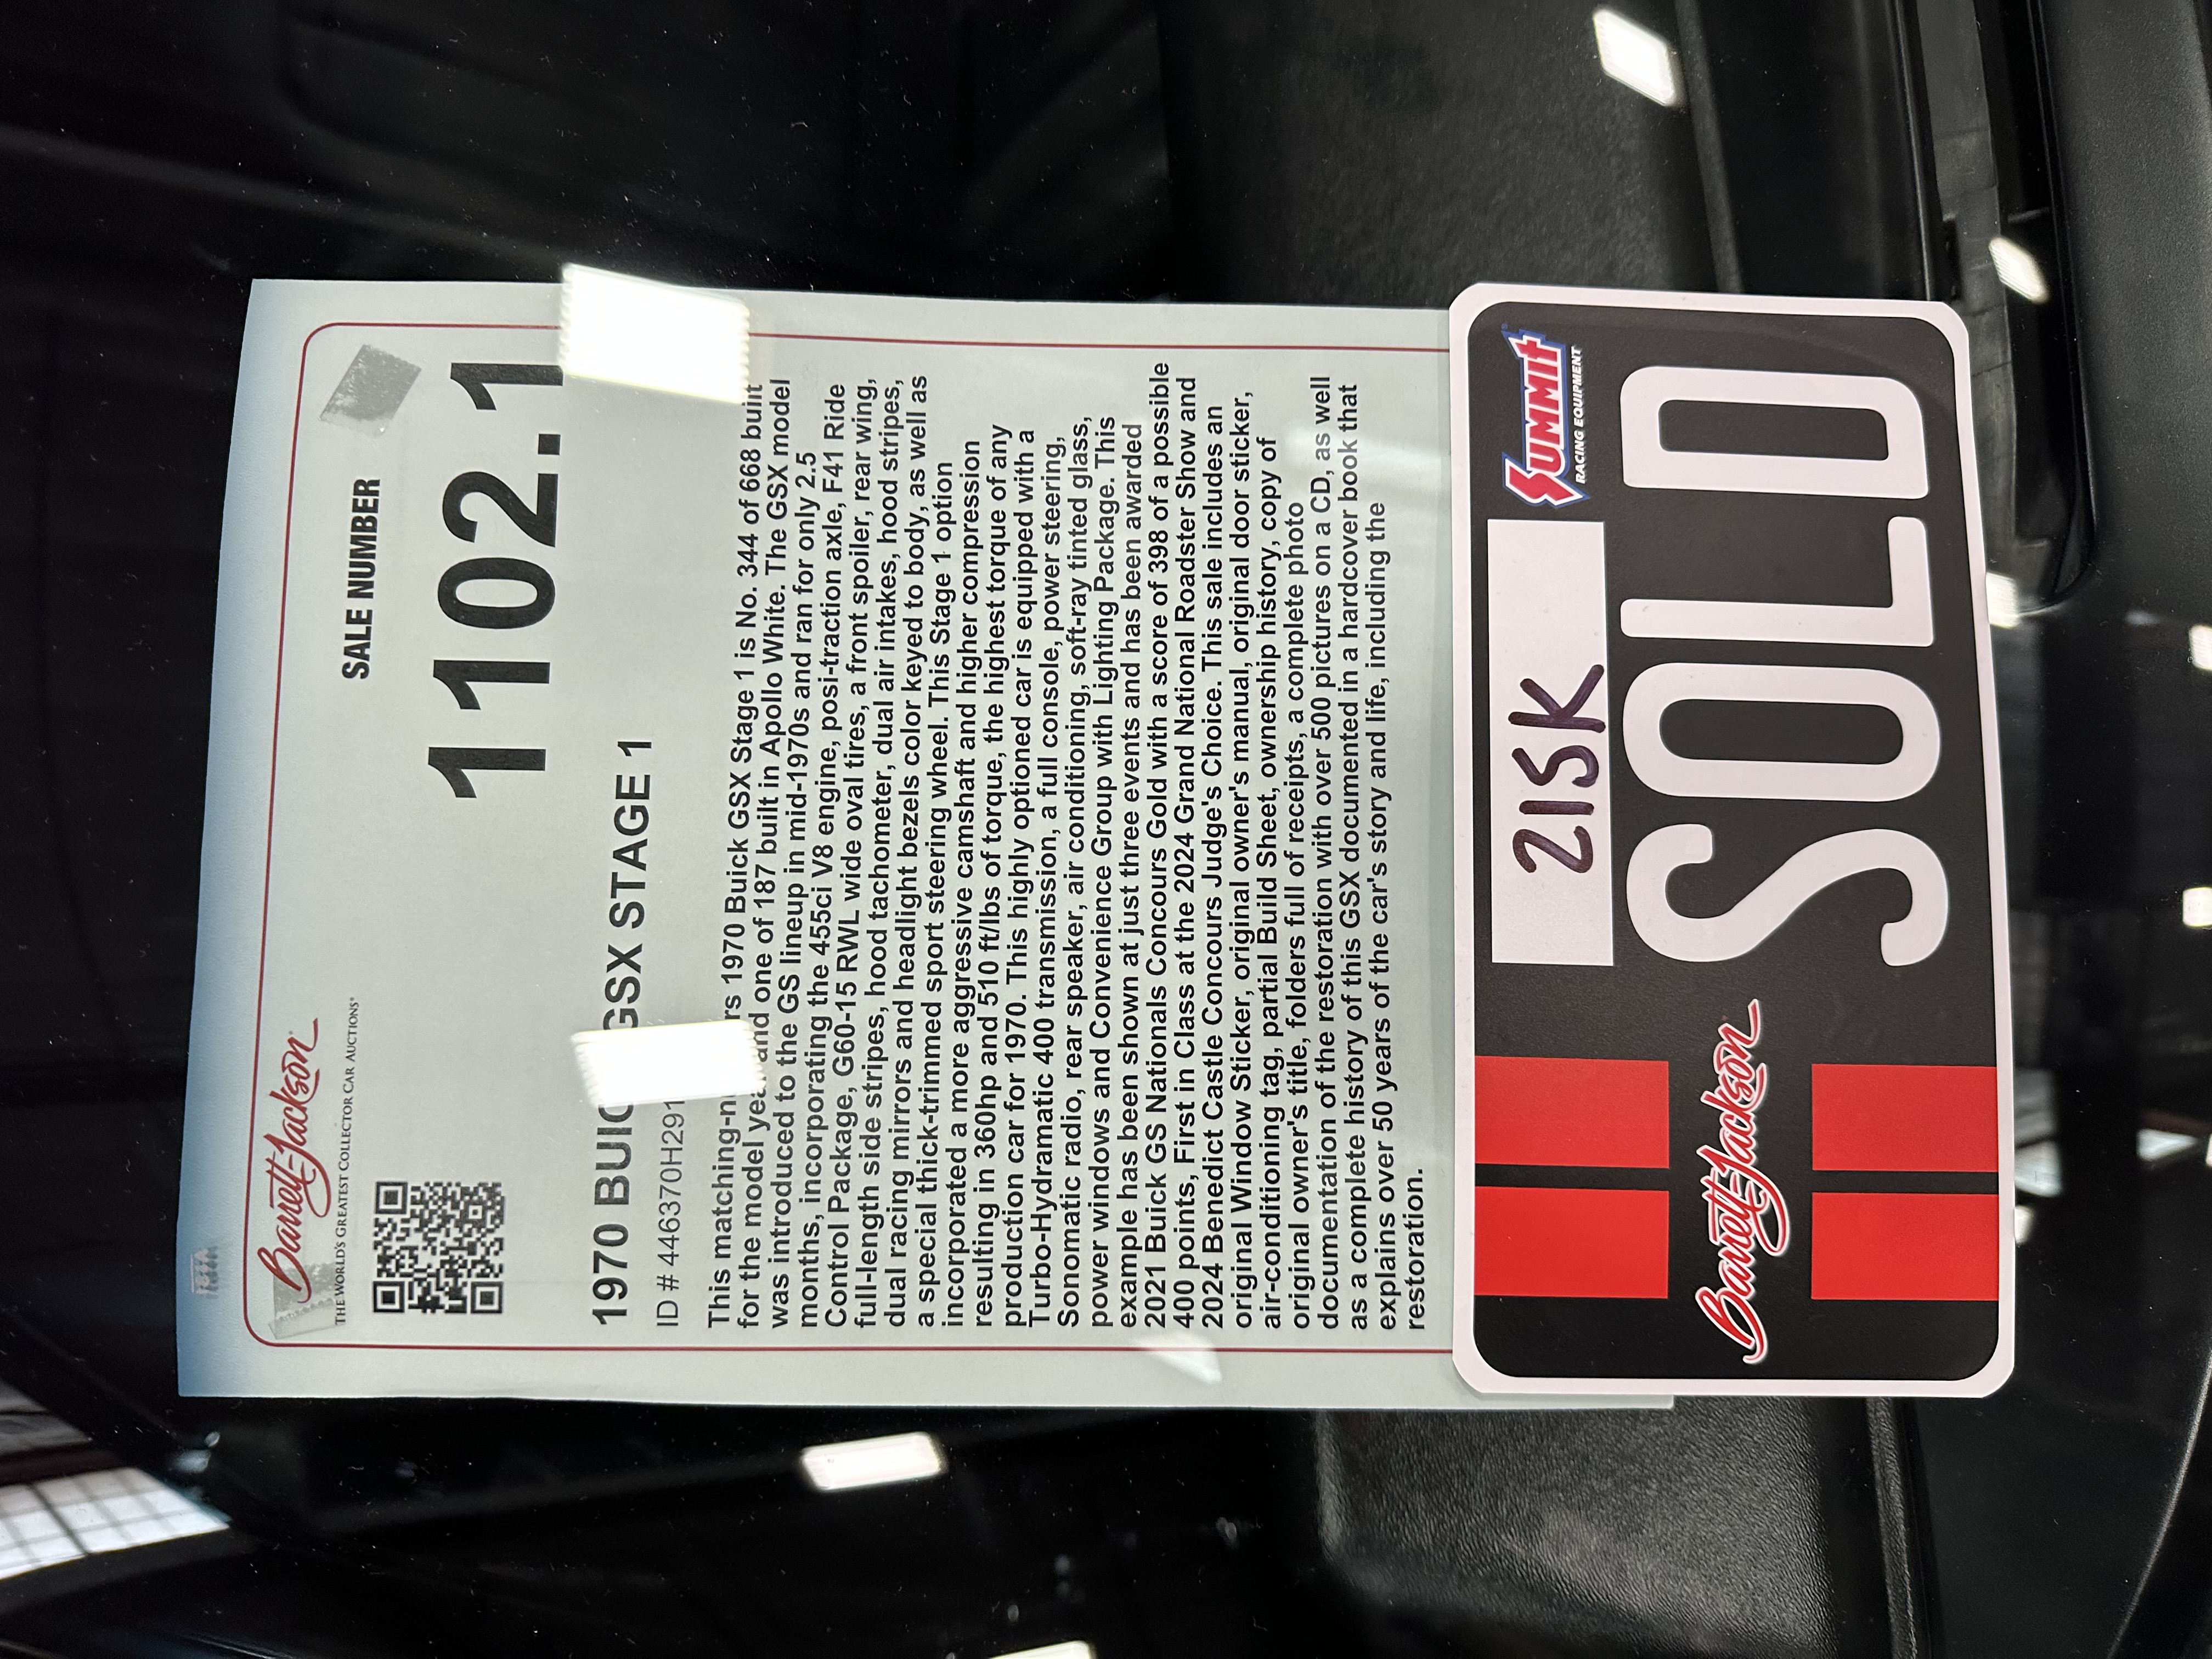 Barrett-Jackson
THE WORLD'S GREATEST COLLECTOR CAR AUCTIONS®
SALE NUMBER
1102.1
1970 GSX STAGE 1
ID # 446370H291
This 1970 Buick GSX Stage 1 is No. 344 of 668 built
for the model and one of 187 built in Apollo White. The GSX model
was introduced to the GS lineup in mid-1970s and ran for only 2.5
months, incorporating the 455ci V8 engine, posi-traction axle, F41 Ride
Control Package, G60-15 RWL wide oval tires, a front spoiler, rear wing,
full-length side stripes, hood tachometer, dual air intakes, hood stripes,
dual racing mirrors and headlight bezels color keyed to body, as well as
a special thick-trimmed sport steering wheel. This Stage 1 option
incorporated a more aggressive camshaft and higher compression
resulting in 360hp and 510 ft/lbs of torque, the highest torque of any
production car for 1970. This highly optioned car is equipped with a
Turbo-Hydramatic 400 transmission, a full console, power steering,
Sonomatic radio, rear speaker, air conditioning, soft-ray tinted glass,
power windows and Convenience Group with Lighting Package. This
example has been shown at just three events and has been awarded
2021 Buick GS Nationals Concours Gold with a score of 398 of a possible
400 points, First in Class at the 2024 Grand National Roadster Show and
2024 Benedict Castle Concours Judge's Choice. This sale includes an
original Window Sticker, original owner's manual, original door sticker,
air-conditioning tag, partial Build Sheet, ownership history, copy of
original owner's title, folders full of receipts, a complete photo
documentation of the restoration with over 500 pictures on a CD, as well
as a complete history of this GSX documented in a hardcover book that
explains over 50 years of the car's story and life, including the
restoration.
215K
Summit
RACING EQUIPMENT
Barrett-Jackson
SOLD